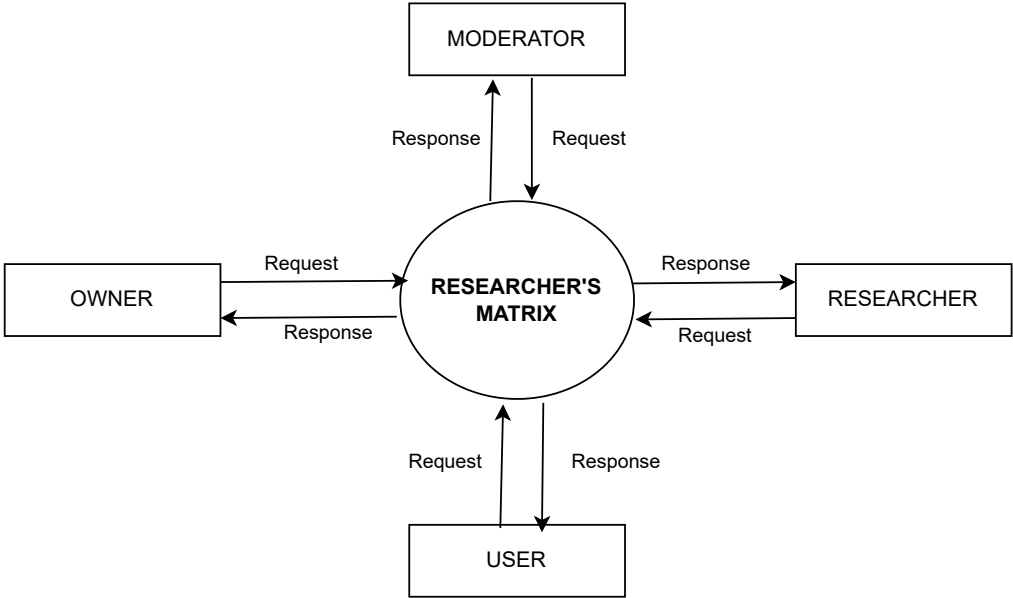 MODERATOR
Response
Request
Request
Response
OWNER
RESEARCHER'S
MATRIX
RESEARCHER
Response
Request
Request
Response
USER